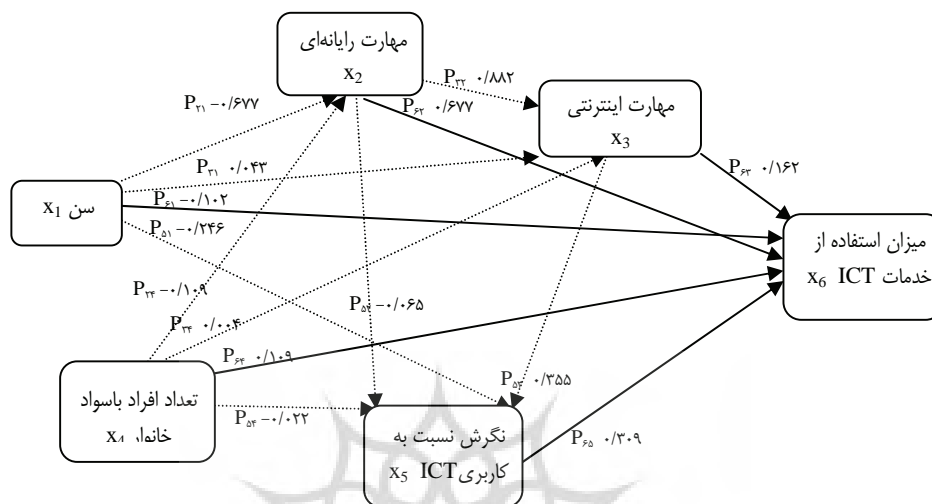 مهارت رایانه‌ای
x2
P۳۲ ۰/۸۸۲
مهارت اینترنتی
x3
P۲۱ -۰/۶۷۷
P۶۲ ۰/۶۷۷
P۳۱ ۰/۰۴۳
P۶۳ ۰/۱۶۲
سن x1
P۶۱ -۰/۱۰۲
P۵۱ -۰/۲۴۶
میزان استفاده از
خدمات ICT x6
P۲۴ -۰/۱۰۹
P۵۲ -۰/۰۶۵
P۳۴ ۰/۰۰۴
P۶۴ ۰/۱۰۹
تعداد افراد باسواد
خانوار x4
P۵۳ ۰/۳۵۵
P۵۴ -۰/۰۲۲
نگرش نسبت به
کاربری ICT x5
P۶۵ ۰/۳۰۹